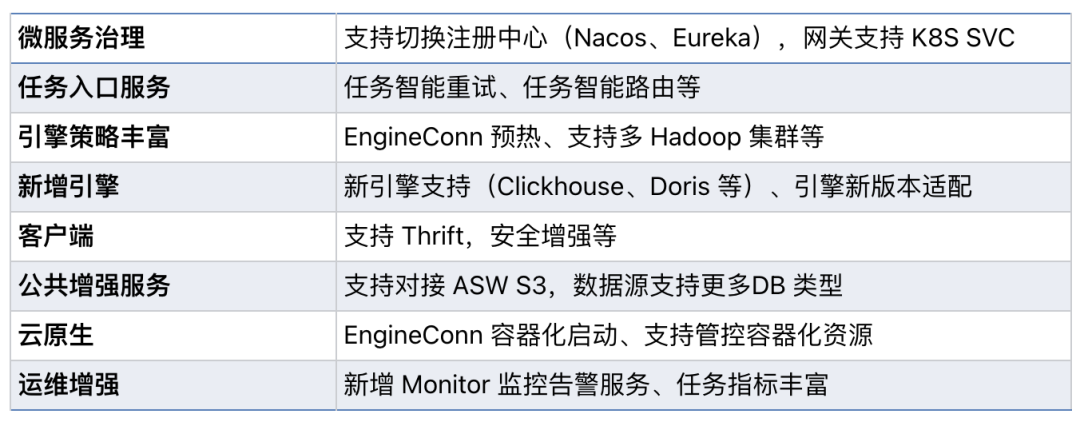 微服务治理 支持切换注册中心（Nacos、Eureka），网关支持 K8S SVC
任务入口服务 任务智能重试、任务智能路由等
引擎策略丰富 EngineConn 预热、支持多 Hadoop 集群等
新增引擎 新引擎支持（Clickhouse、Doris 等）、引擎新版本适配
客户端 支持 Thrift，安全增强等
公共增强服务 支持对接 ASW S3，数据源支持更多DB 类型
云原生 EngineConn 容器化启动、支持管控容器化资源
运维增强 新增 Monitor 监控告警服务、任务指标丰富